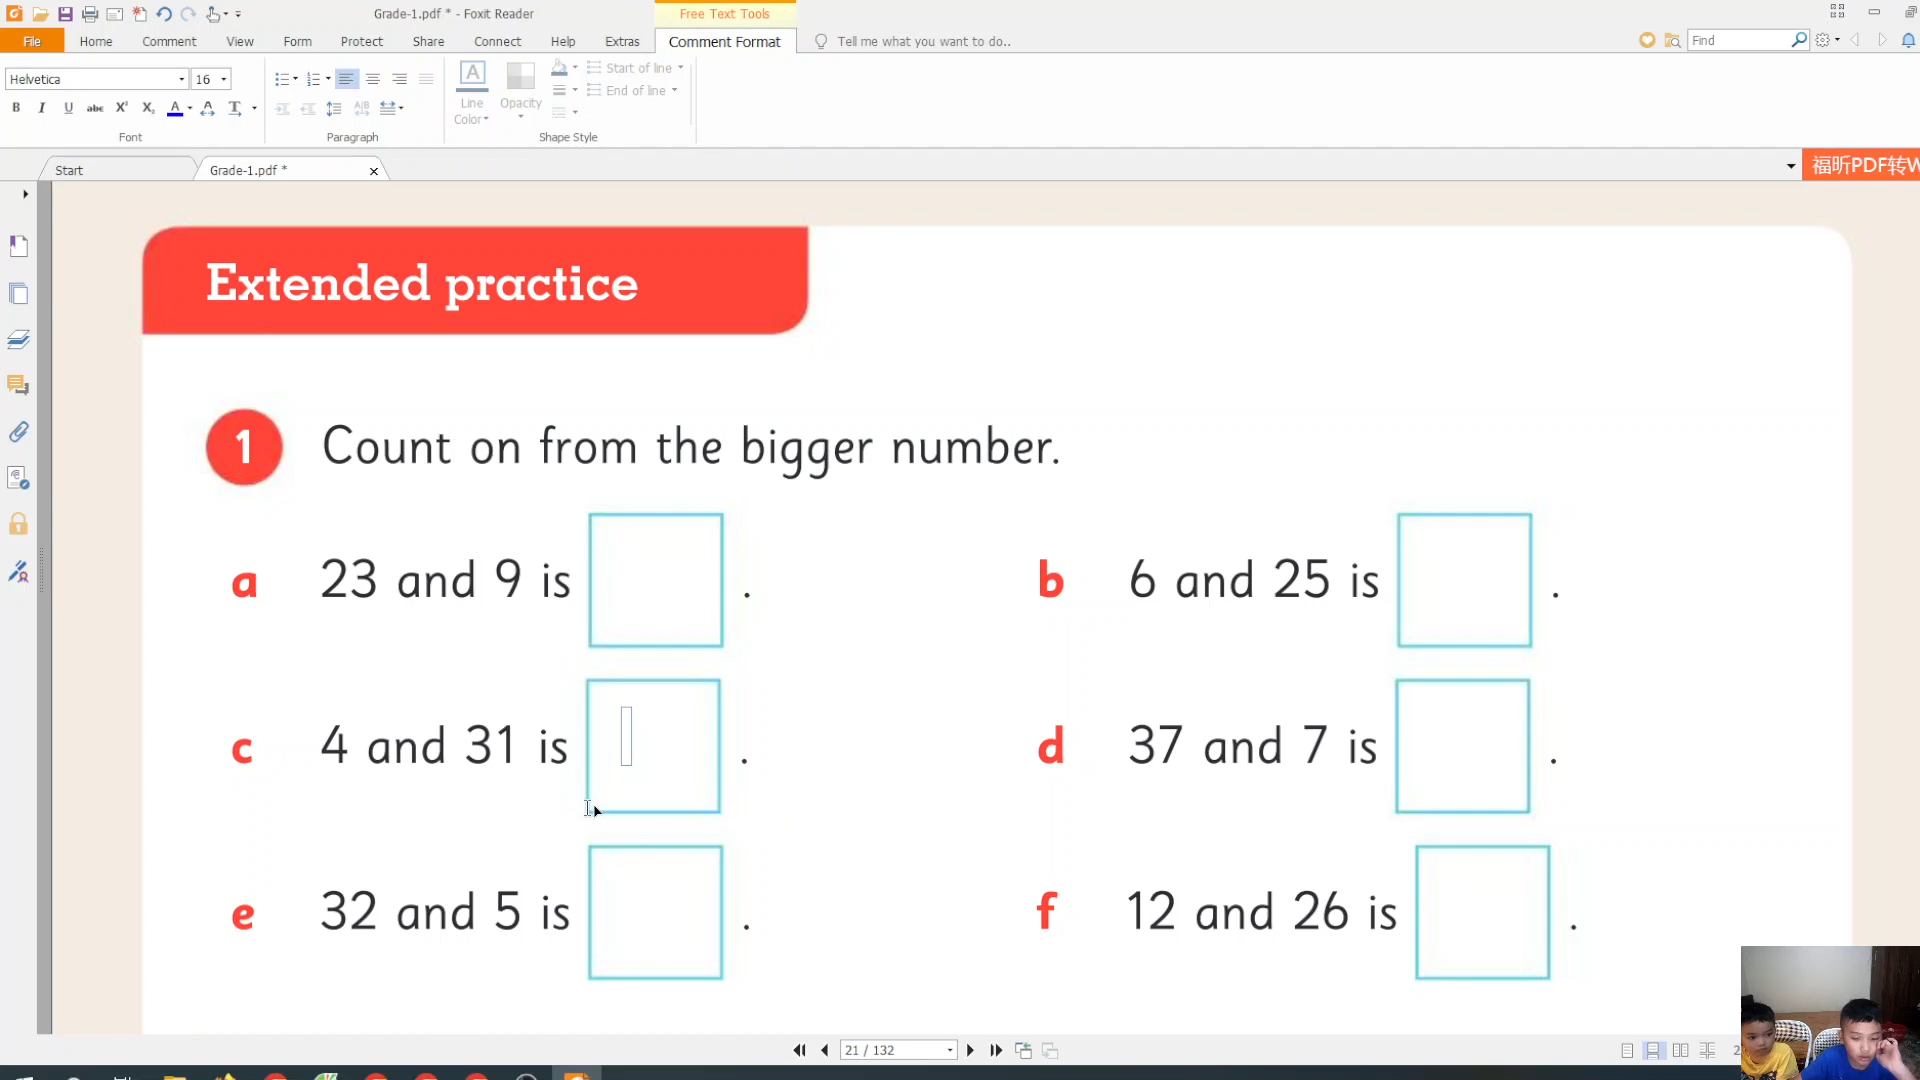 Grade-1.pdf * - Foxit Reader
Free Text Tools
File
Home
Comment
View
Form
Protect
Share
Connect
Help
Extras
Comment Format
Tell me what you want to do..
Find
Helvetica
16
Start of line
End of line
Line
Color
Opacity
Font
Paragraph
Shape Style
Start
Grade-1.pdf *
福昕PDF转W
Extended practice
1 Count on from the bigger number.
a 23 and 9 is .
b 6 and 25 is .
c 4 and 31 is .
d 37 and 7 is .
e 32 and 5 is .
f 12 and 26 is .
21 / 132